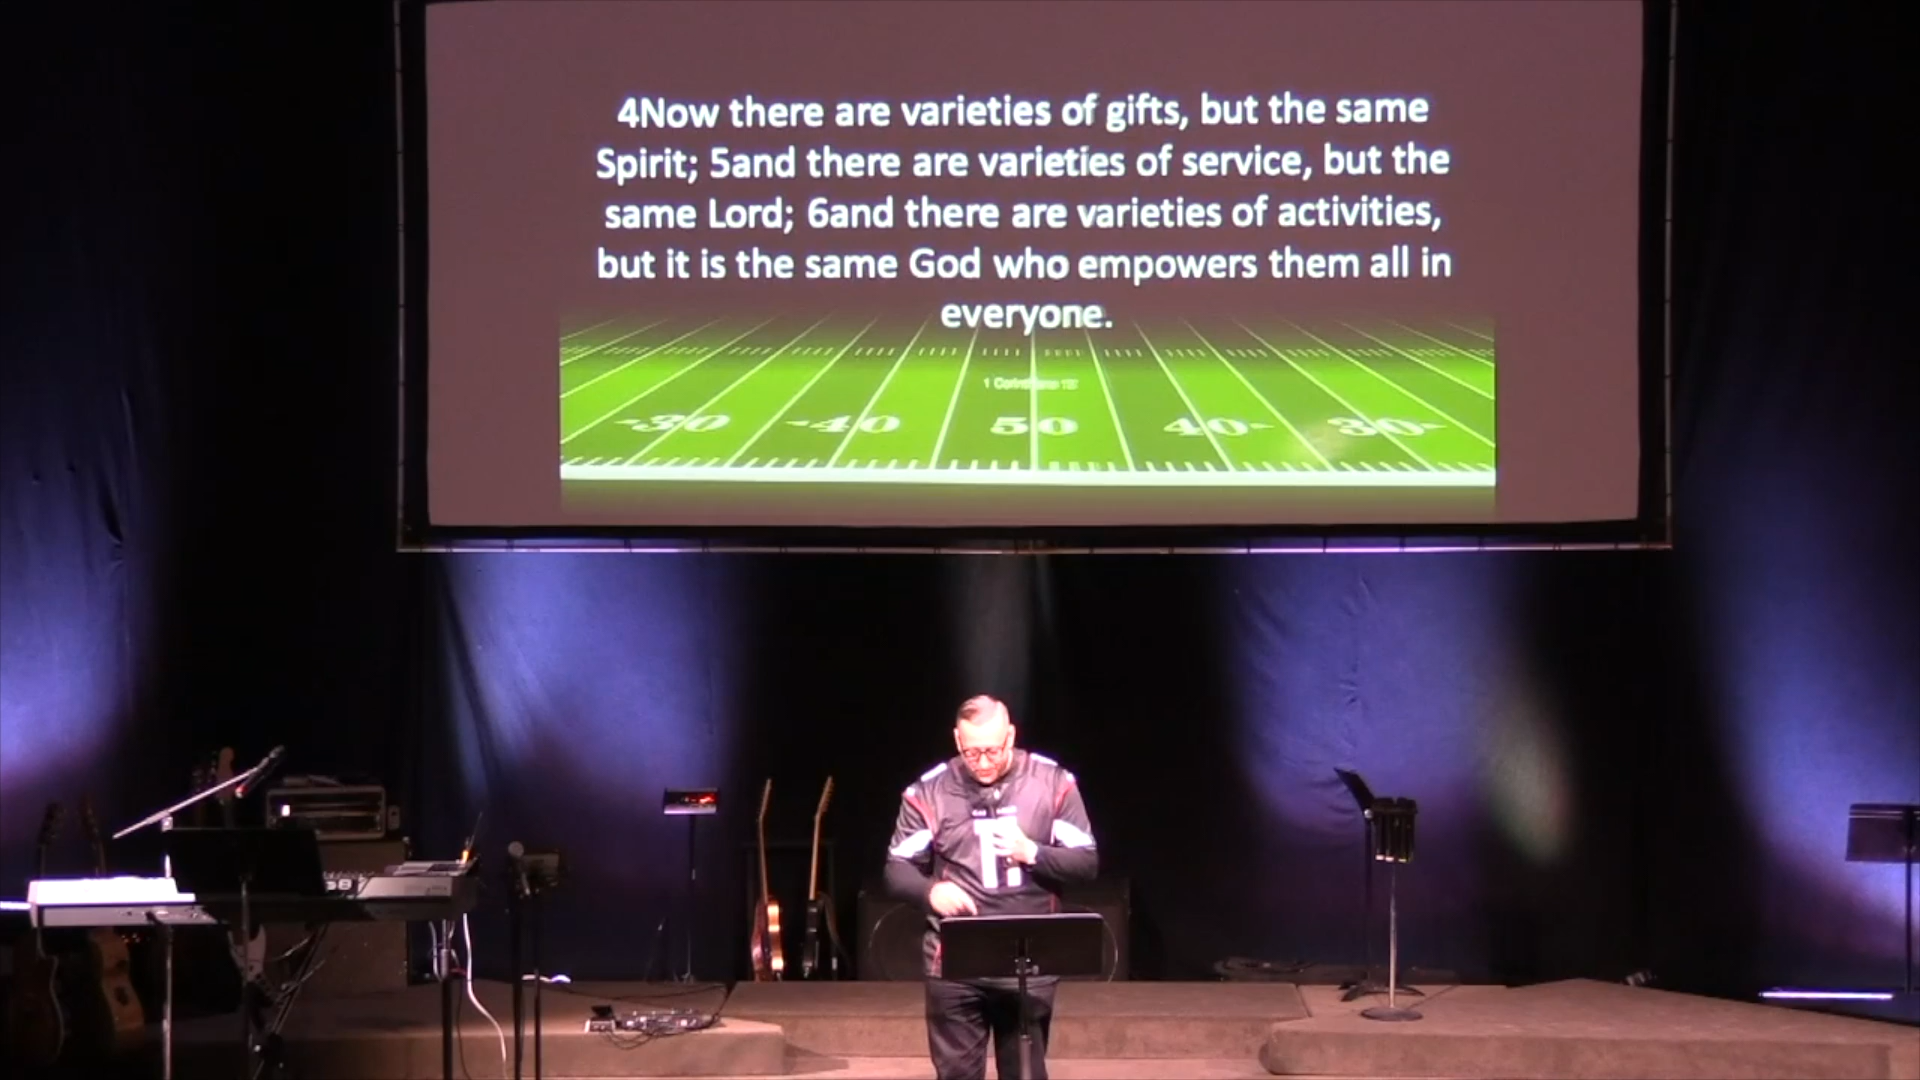 4Now there are varieties of gifts, but the same
Spirit; 5and there are varieties of service, but the
same Lord; 6and there are varieties of activities,
but it is the same God who empowers them all in
everyone.
30 40 50 40 30